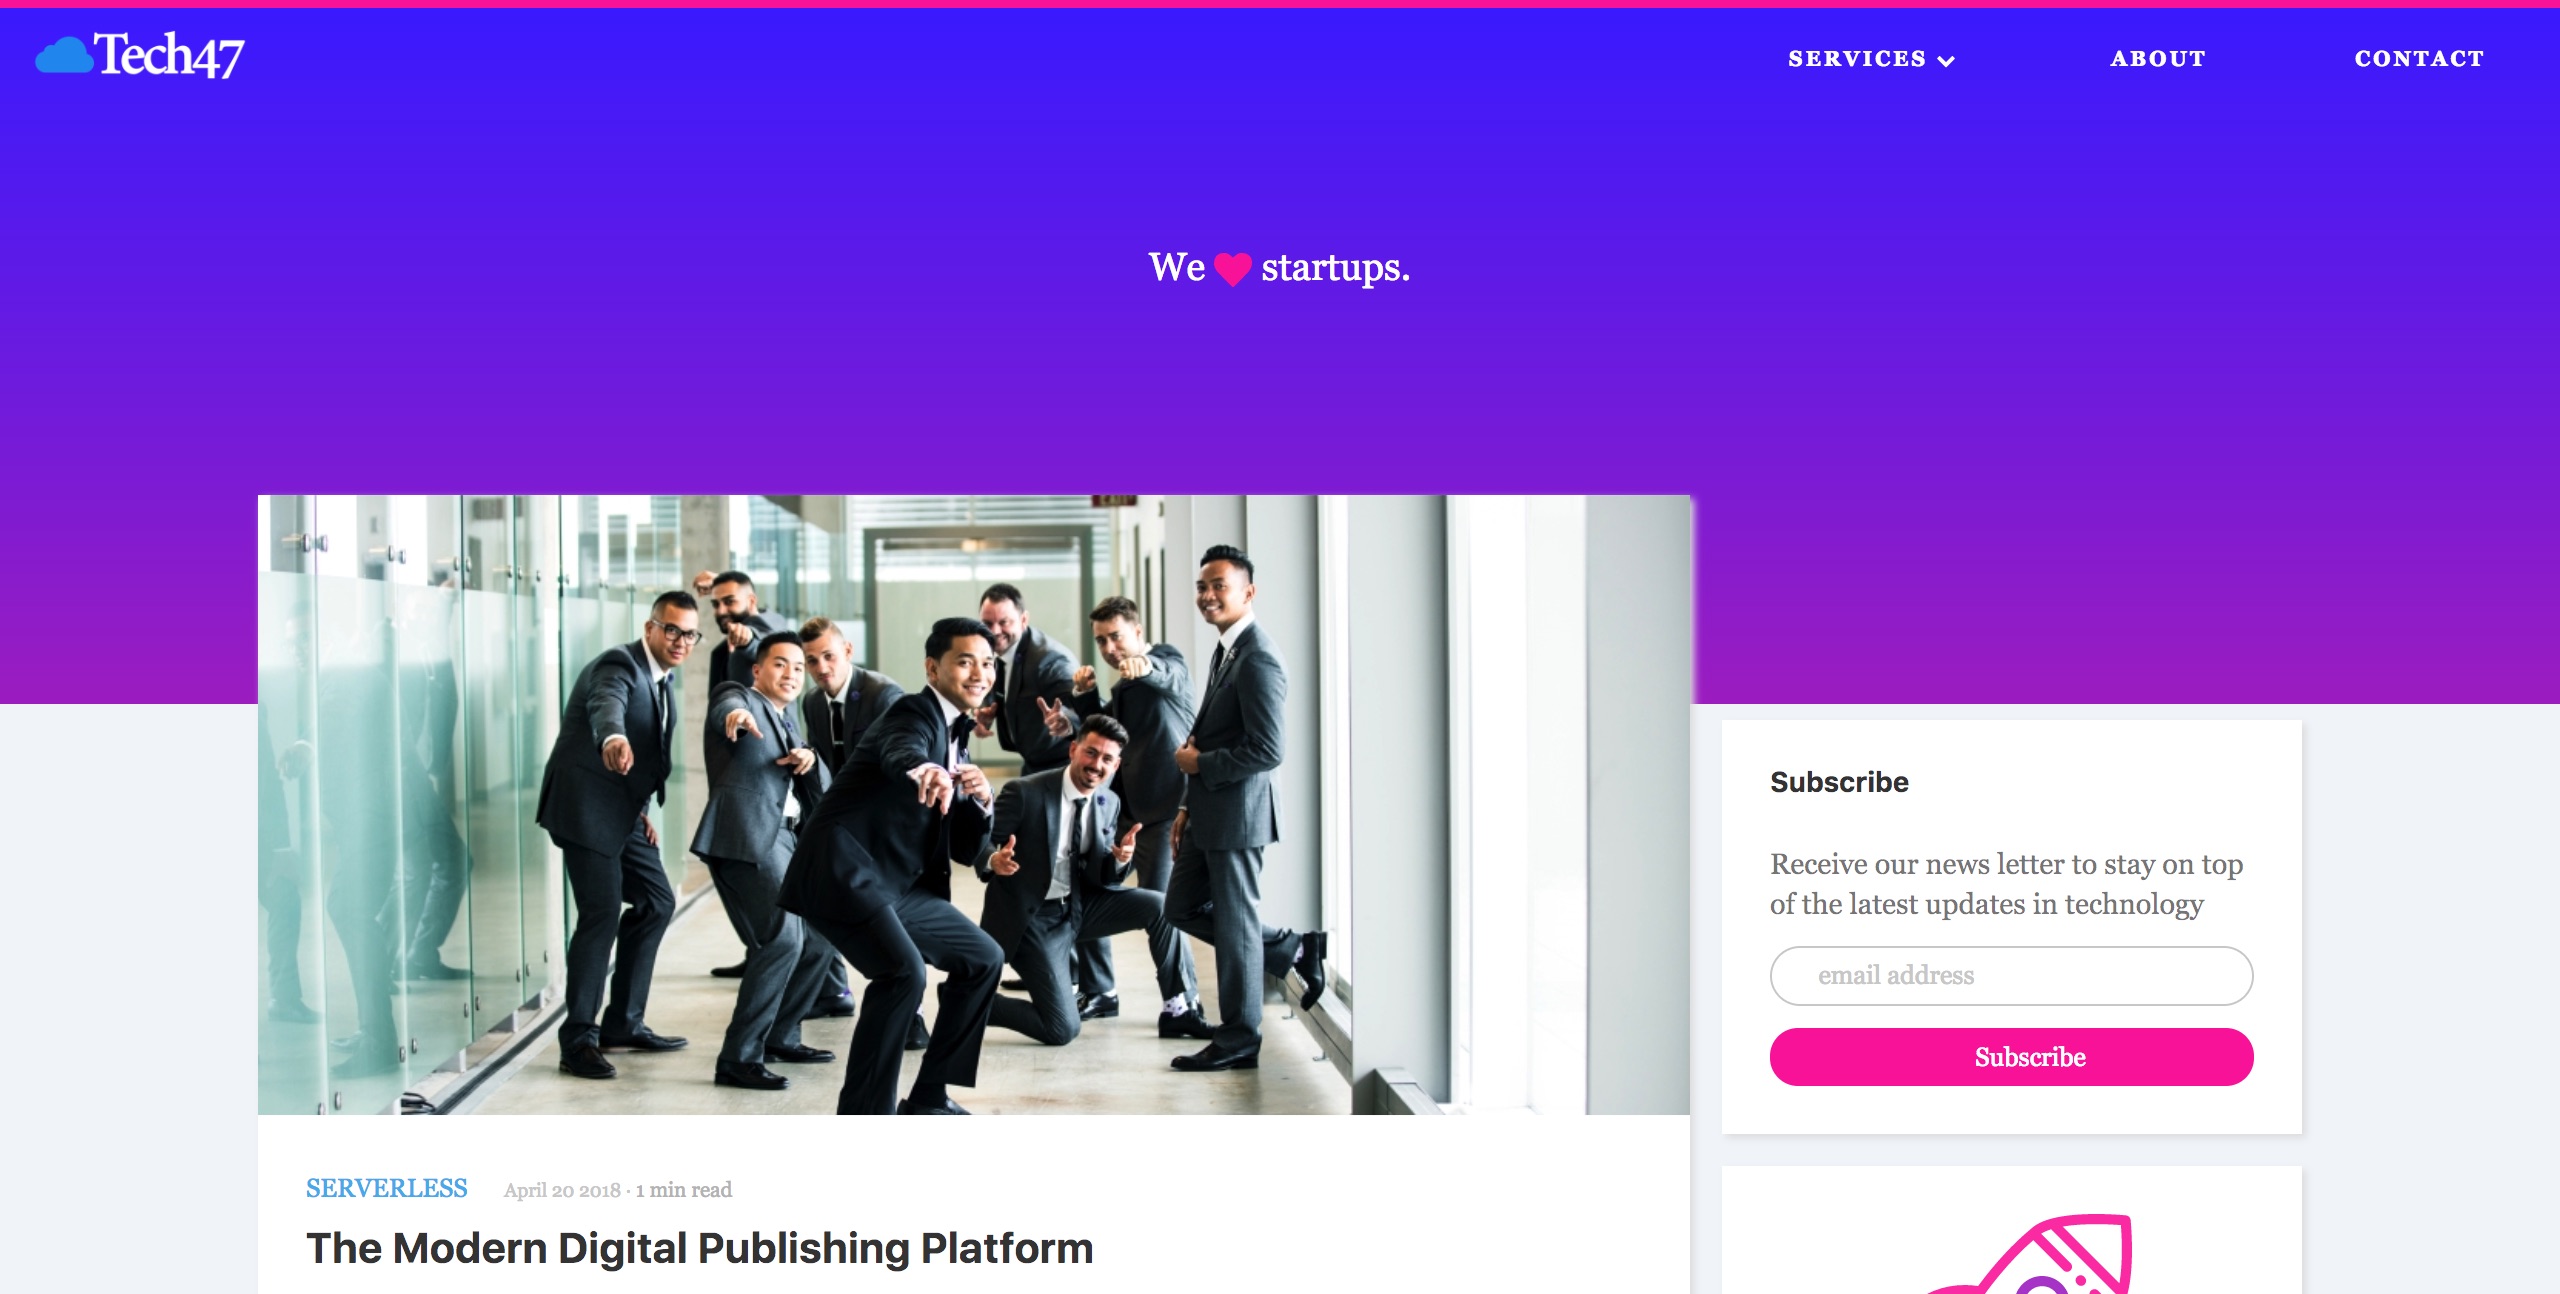 Tech47
SERVICES
ABOUT
CONTACT
We ♥ startups.
Subscribe
Receive our news letter to stay on top
of the latest updates in technology
email address
Subscribe
SERVERLESS
April 20 2018 · 1 min read
The Modern Digital Publishing Platform